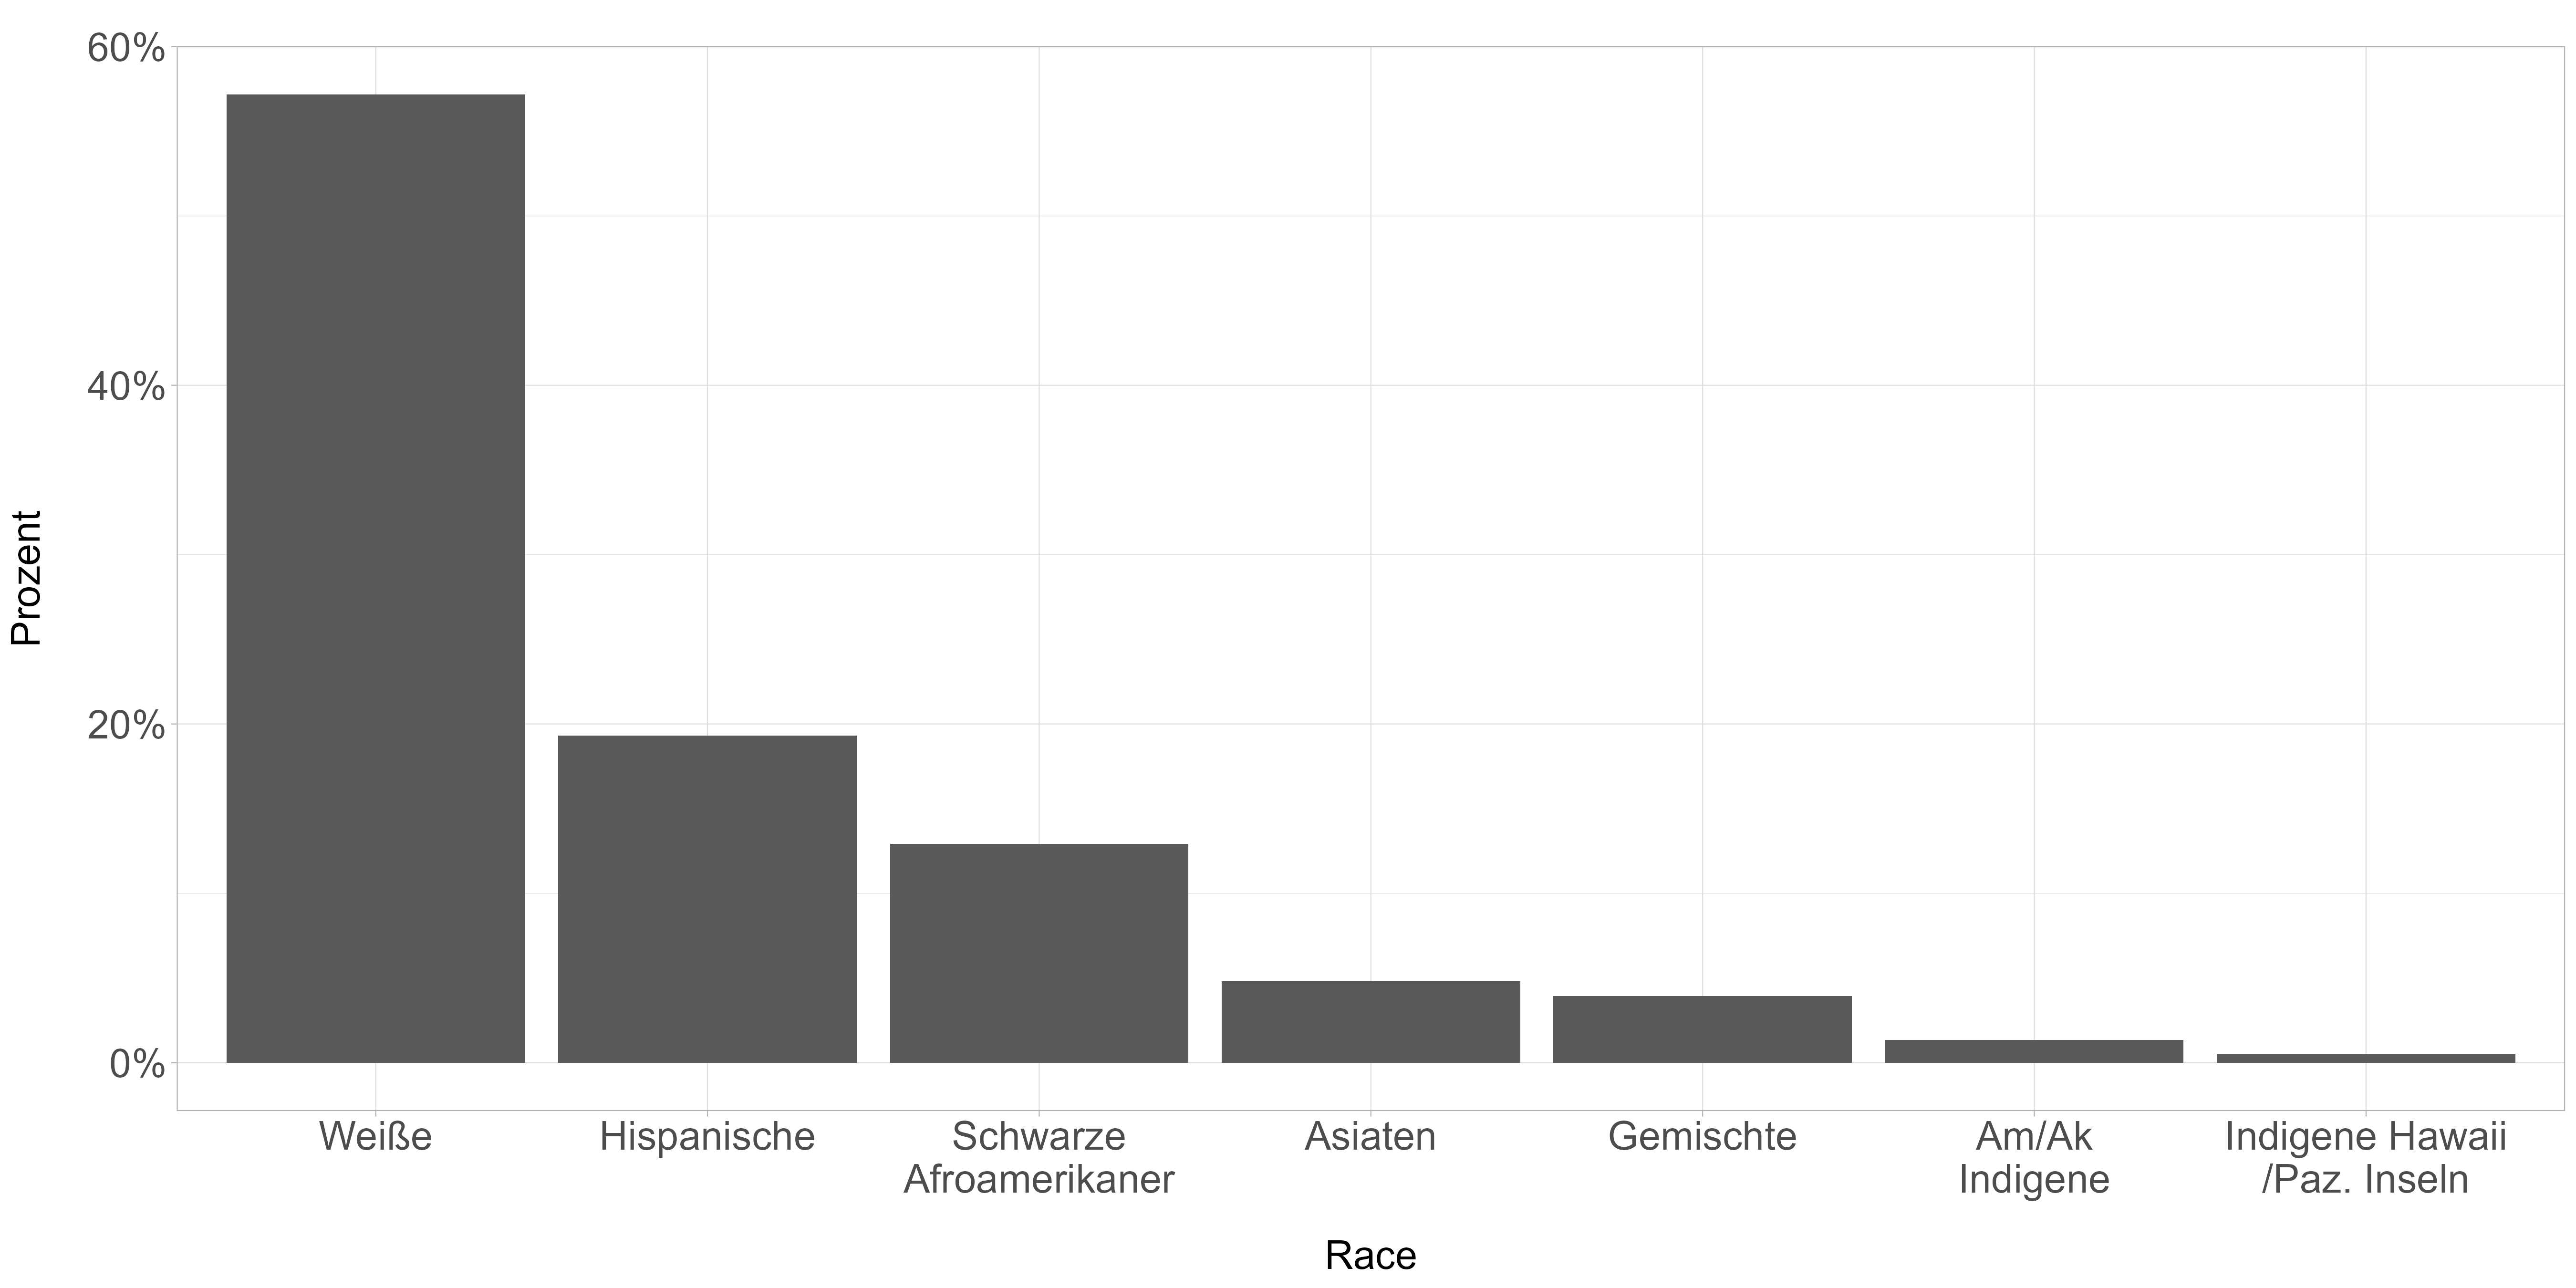 60%
40%
20%
0%
Prozent
Weiße
Hispanische
Schwarze
Afroamerikaner
Asiaten
Gemischte
Am/Ak
Indigene
Indigene Hawaii
/Paz. Inseln
Race